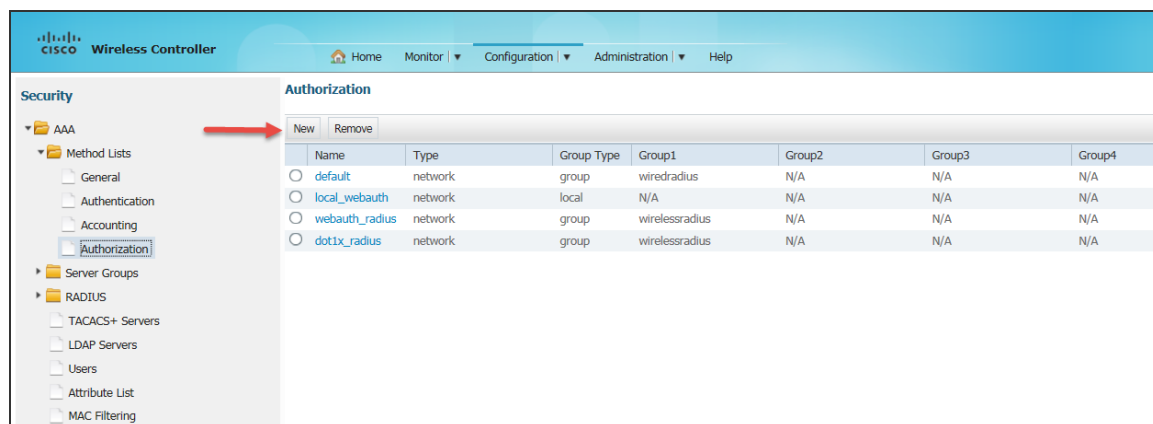 CISCO Wireless Controller
Home Monitor Configuration Administration Help
Security
AAA
Method Lists
General
Authentication
Accounting
Authorization
Server Groups
RADIUS
TACACS+ Servers
LDAP Servers
Users
Attribute List
MAC Filtering
Authorization
New Remove
Name Type Group Type Group1 Group2 Group3 Group4
default network group wiredradius N/A N/A N/A
local_webauth network local N/A N/A N/A N/A
webauth_radius network group wirelessradius N/A N/A N/A
dot1x_radius network group wirelessradius N/A N/A N/A